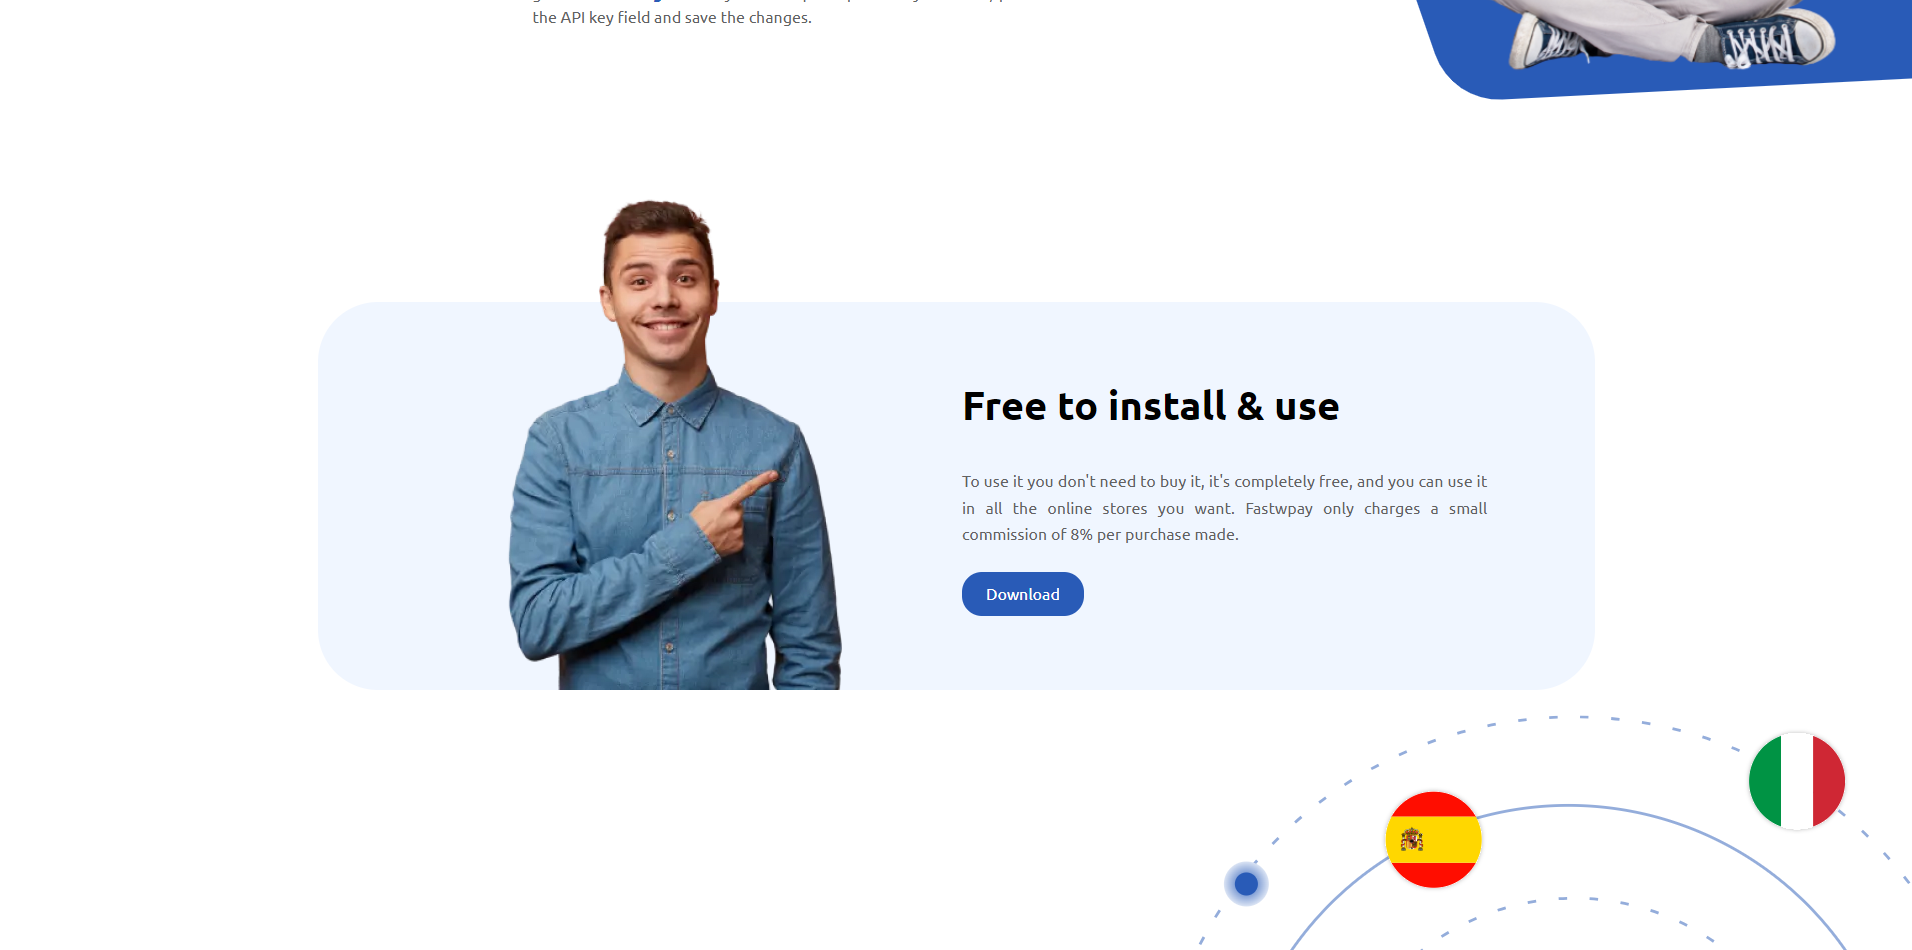 the API key field and save the changes.
Free to install & use
To use it you don't need to buy it, it's completely free, and you can use it
in all the online stores you want. Fastwpay only charges a small
commission of 8% per purchase made.
Download